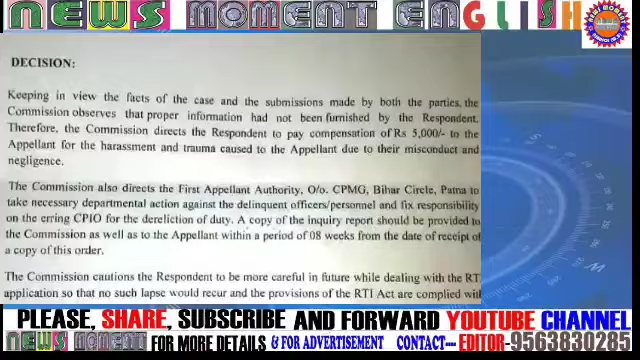 NEWS MOMENT ENGLISH
DECISION:
Keeping in view the facts of the case and the submissions made by both the parties, the
Commission observes that proper information had not been furnished by the Respondent.
Therefore, the Commission directs the Respondent to pay compensation of Rs 5,000/- to the
Appellant for the harassment and trauma caused to the Appellant due to their misconduct and
negligence.
The Commission also directs the First Appellant Authority, O/o. CPMG, Bihar Circle, Patna to
take necessary departmental action against the delinquent officers/personnel and fix responsibility
on the erring CPIO for the dereliction of duty. A copy of the inquiry report should be provided to
the Commission as well as to the Appellant within a period of 08 weeks from the date of receipt of
a copy of this order.
The Commission cautions the Respondent to be more careful in future while dealing with the RT
application so that no such lapse would recur and the provisions of the RTI Act are complied wi
PLEASE, SHARE, SUBSCRIBE AND FORWARD YOUTUBE CHANNEL
NEWS MOMENT FOR MORE DETAILS & FOR ADVERTISEMENT CONTACT--- EDITOR-9563830285